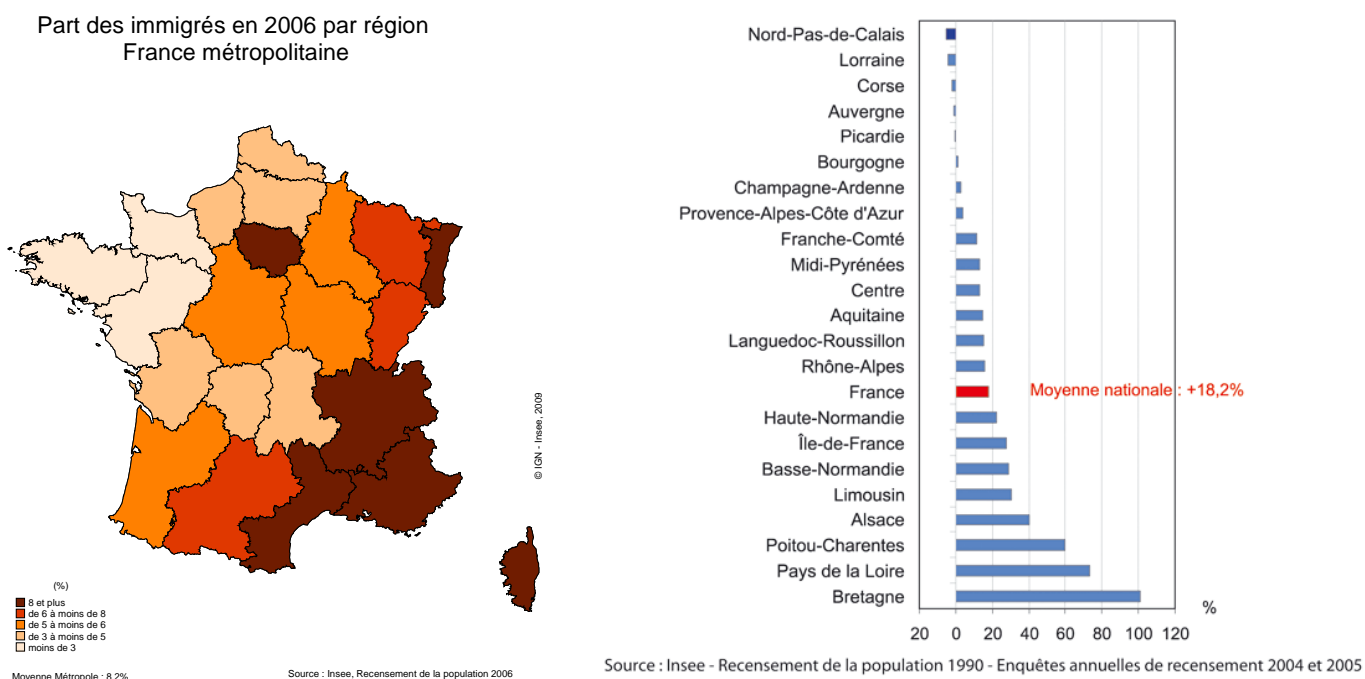 Part des immigrés en 2006 par région
France métropolitaine
© IGN - Insee, 2009
(%)
8 et plus
de 6 à moins de 8
de 5 à moins de 6
de 3 à moins de 5
moins de 3
Moyenne Métropole : 8,2%
Source : Insee, Recensement de la population 2006
Nord-Pas-de-Calais
Lorraine
Corse
Auvergne
Picardie
Bourgogne
Champagne-Ardenne
Provence-Alpes-Côte d'Azur
Franche-Comté
Midi-Pyrénées
Centre
Aquitaine
Languedoc-Roussillon
Rhône-Alpes
France
Moyenne nationale : +18,2%
Haute-Normandie
Île-de-France
Basse-Normandie
Limousin
Alsace
Poitou-Charentes
Pays de la Loire
Bretagne
%
20 0 20 40 60 80 100 120
Source : Insee - Recensement de la population 1990 - Enquêtes annuelles de recensement 2004 et 2005